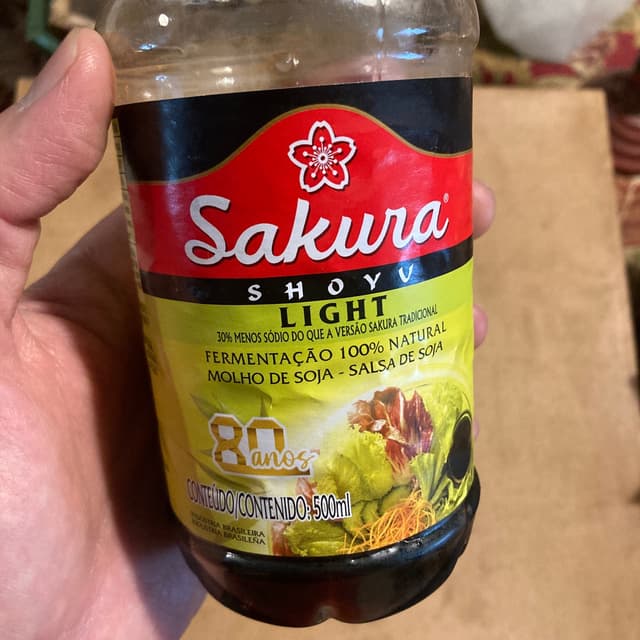 Sakura®
SHOYU
LIGHT
30% MENOS SÓDIO DO QUE A VERSÃO SAKURA TRADICIONAL
FERMENTAÇÃO 100% NATURAL
MOLHO DE SOJA - SALSA DE SOJA
80 anos
CONTEÚDO/CONTENIDO: 500ml
INDÚSTRIA BRASILEIRA
INDUSTRIA BRASILEÑA